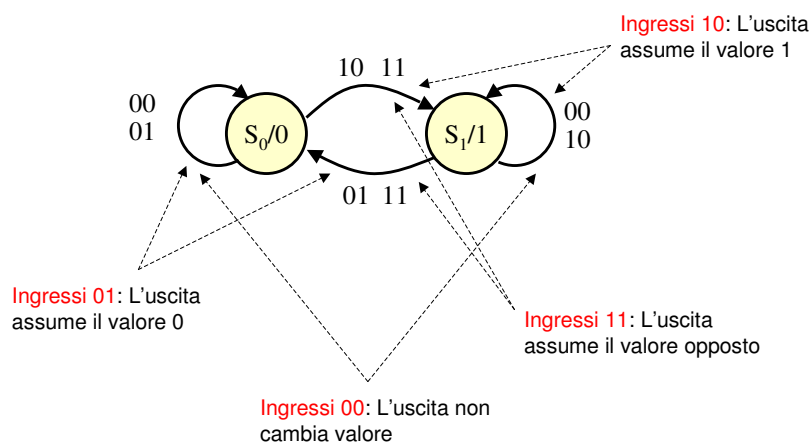 Ingressi 10: L'uscita
assume il valore 1
10 11
00
01
S0/0
S1/1
00
10
01 11
Ingressi 01: L'uscita
assume il valore 0
Ingressi 11: L'uscita
assume il valore opposto
Ingressi 00: L'uscita non
cambia valore